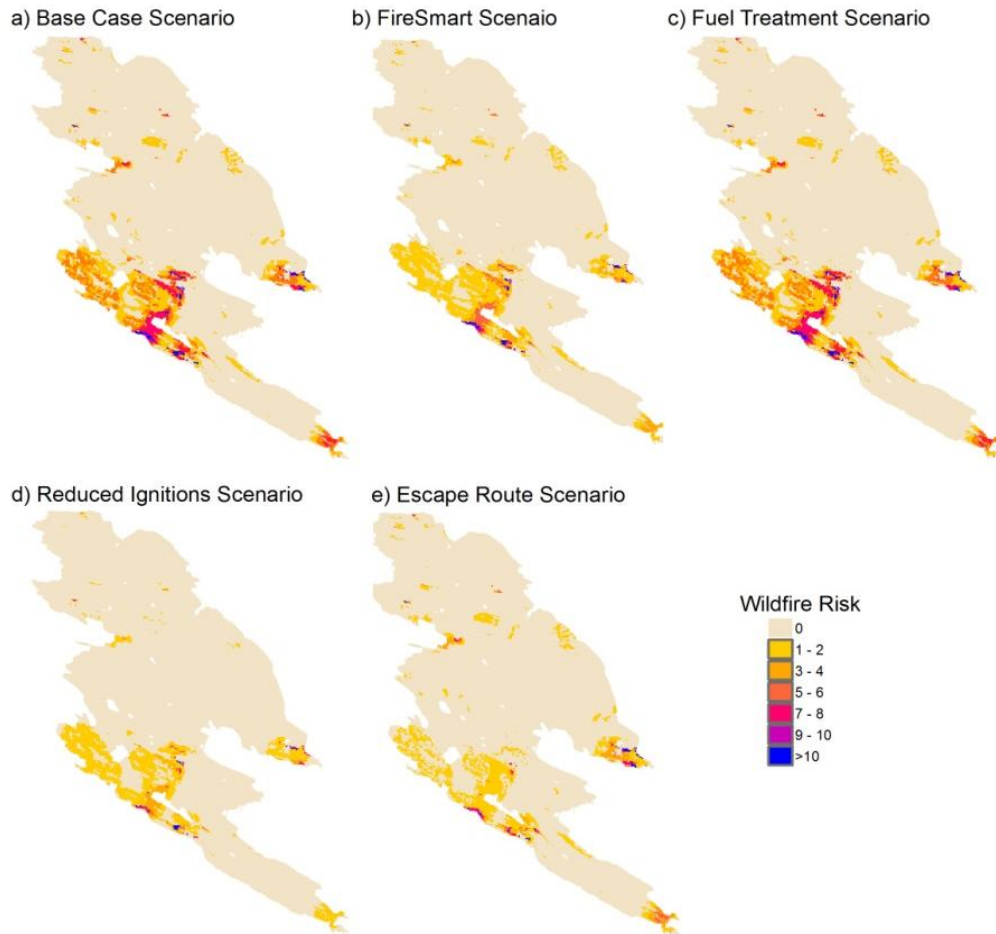 a) Base Case Scenario
b) FireSmart Scenaio
c) Fuel Treatment Scenario
d) Reduced Ignitions Scenario
e) Escape Route Scenario
Wildfire Risk
0
1 - 2
3 - 4
5 - 6
7 - 8
9 - 10
>10